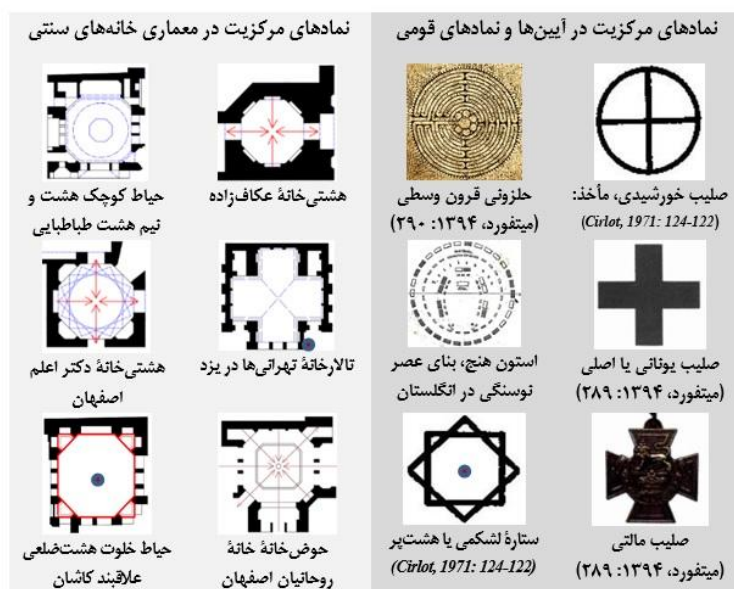 نمادهای مرکزیت در آیین‌ها و نمادهای قومی
صلیب خورشیدی، مأخذ:
(Cirlot, 1971: 124-122)
حلزونی قرون وسطی
(میتفورد، ۱۳۹۴: ۲۹۰)
صلیب یونانی یا اصلی
(میتفورد، ۱۳۹۴: ۲۸۹)
استون هنج، بنای عصر
نوسنگی در انگلستان
صلیب مالتی
(میتفورد، ۱۳۹۴: ۲۸۹)
ستارهٔ لشکمی یا هشت‌پر
(Cirlot, 1971: 124-122)
نمادهای مرکزیت در معماری خانه‌های سنتی
هشتی‌خانهٔ عکاف‌زاده
حیاط کوچک هشت و
نیم هشت طباطبایی
تالارخانهٔ تهرانی‌ها در یزد
هشتی‌خانهٔ دکتر اعلم
اصفهان
حوض‌خانهٔ خانهٔ
روحانیان اصفهان
حیاط خلوت هشت‌ضلعی
علاقبند کاشان